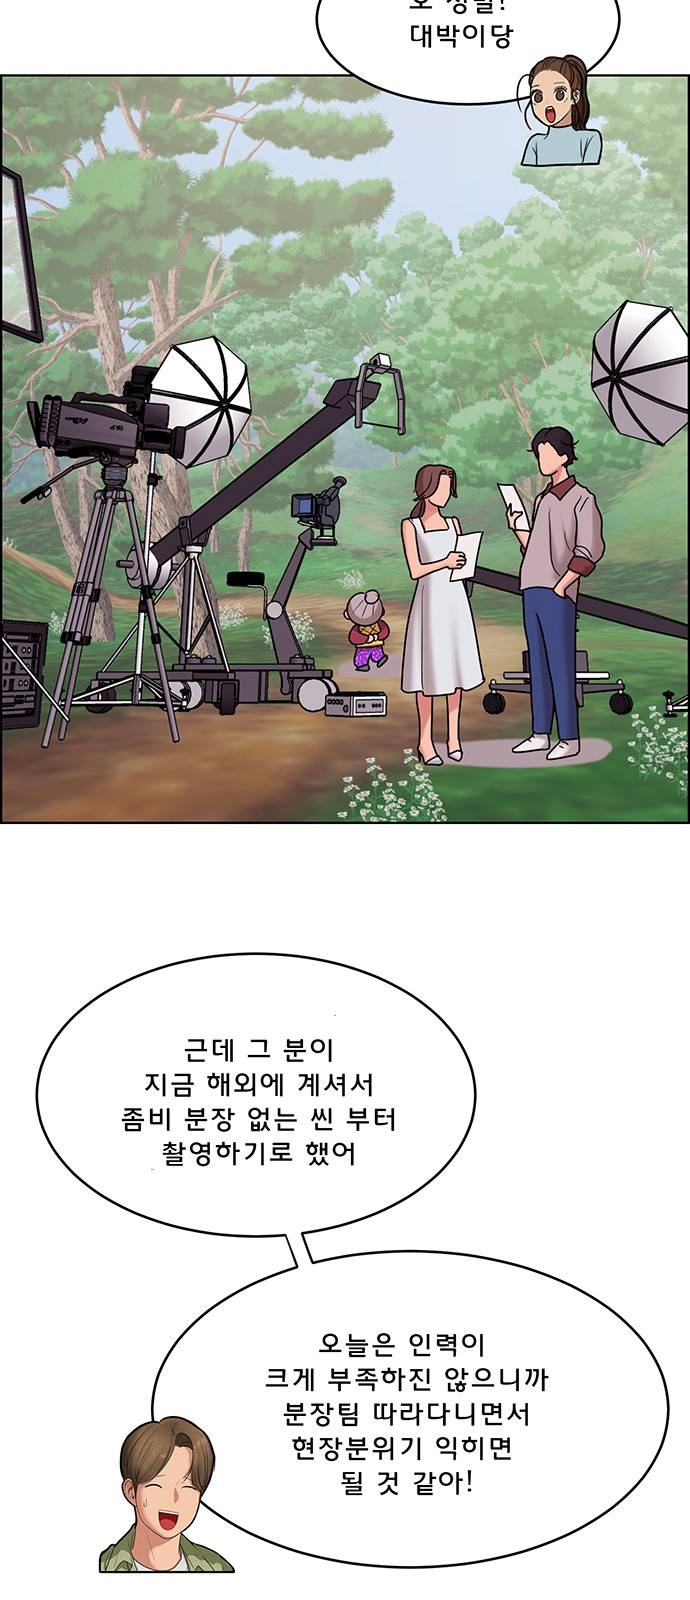 오 정말!
대박이당
근데 그 분이
지금 해외에 계셔서
좀비 분장 없는 씬 부터
촬영하기로 했어
오늘은 인력이
크게 부족하진 않으니까
분장팀 따라다니면서
현장분위기 익히면
될 것 같아!